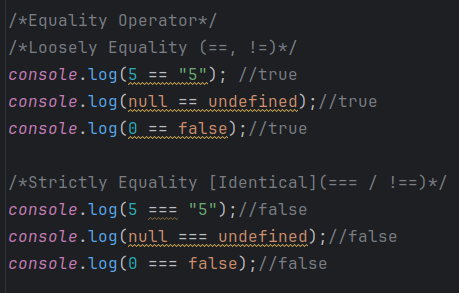 /*Equality Operator*/
/*Loosely Equality (==, !=)*/
console.log(5 == "5"); //true
console.log(null == undefined);//true
console.log(0 == false);//true
/*Strictly Equality [Identical](=== / !==)*/
console.log(5 === "5");//false
console.log(null === undefined);//false
console.log(0 === false);//false